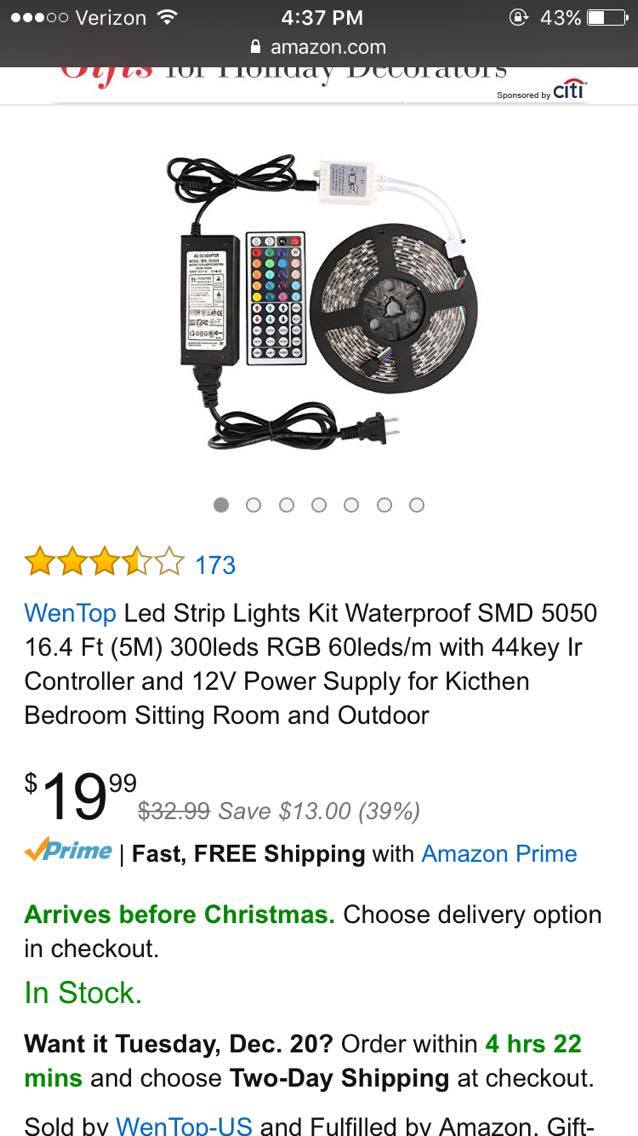 Verizon 4:37 PM 43%
amazon.com
Gifts for Holiday Decorators
Sponsored by citi
173
WenTop Led Strip Lights Kit Waterproof SMD 5050
16.4 Ft (5M) 300leds RGB 60leds/m with 44key Ir
Controller and 12V Power Supply for Kicthen
Bedroom Sitting Room and Outdoor
$19 99
$32.99 Save $13.00 (39%)
Prime | Fast, FREE Shipping with Amazon Prime
Arrives before Christmas. Choose delivery option
in checkout.
In Stock.
Want it Tuesday, Dec. 20? Order within 4 hrs 22
mins and choose Two-Day Shipping at checkout.
Sold by WenTop-US and Fulfilled by Amazon. Gift-